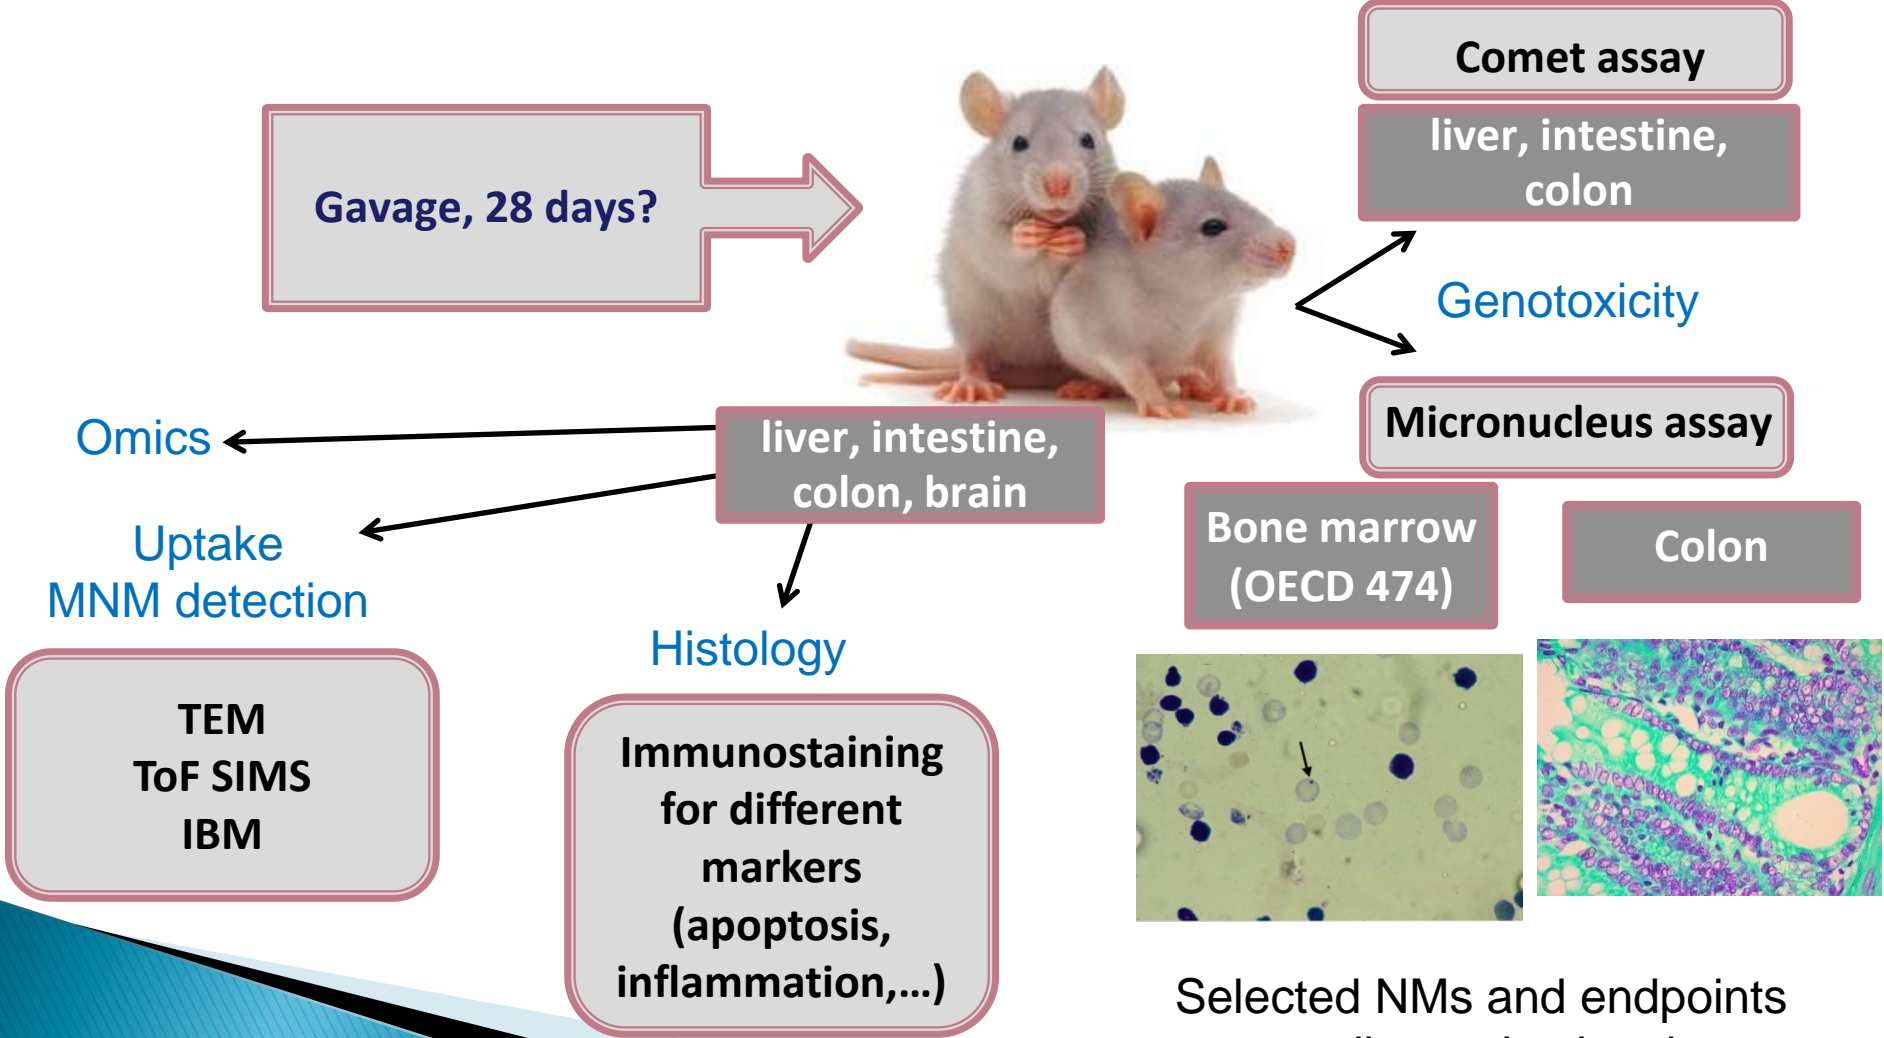 Gavage, 28 days?
Comet assay
liver, intestine,
colon
Genotoxicity
Micronucleus assay
Bone marrow
(OECD 474)
Colon
liver, intestine,
colon, brain
Omics
Uptake
MNM detection
TEM
ToF SIMS
IBM
Histology
Immunostaining
for different
markers
(apoptosis,
inflammation,...)
Selected NMs and endpoints